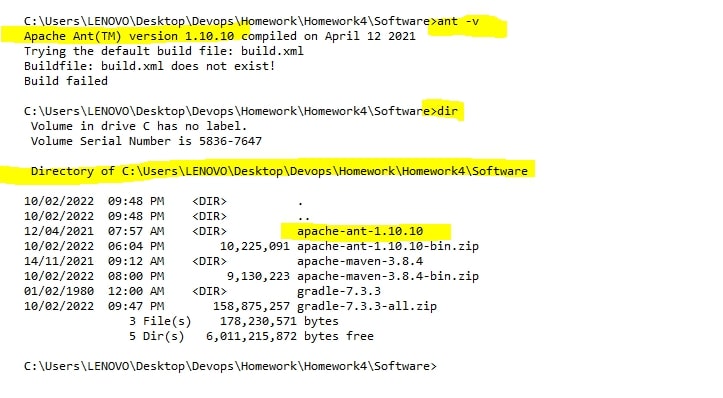 C:\Users\LENOVO\Desktop\Devops\Homework\Homework4\Software>ant -v
Apache Ant(TM) version 1.10.10 compiled on April 12 2021
Trying the default build file: build.xml
Buildfile: build.xml does not exist!
Build failed
C:\Users\LENOVO\Desktop\Devops\Homework\Homework4\Software>dir
Volume in drive C has no label.
Volume Serial Number is 5836-7647
Directory of C:\Users\LENOVO\Desktop\Devops\Homework\Homework4\Software
10/02/2022  09:48 PM    <DIR>          .
10/02/2022  09:48 PM    <DIR>          ..
12/04/2021  07:57 AM    <DIR>          apache-ant-1.10.10
10/02/2022  06:04 PM        10,225,091 apache-ant-1.10.10-bin.zip
14/11/2021  09:12 AM    <DIR>          apache-maven-3.8.4
10/02/2022  08:00 PM         9,130,223 apache-maven-3.8.4-bin.zip
01/02/1980  12:00 AM    <DIR>          gradle-7.3.3
10/02/2022  09:47 PM       158,875,257 gradle-7.3.3-all.zip
3 File(s)    178,230,571 bytes
5 Dir(s)   6,011,215,872 bytes free
C:\Users\LENOVO\Desktop\Devops\Homework\Homework4\Software>